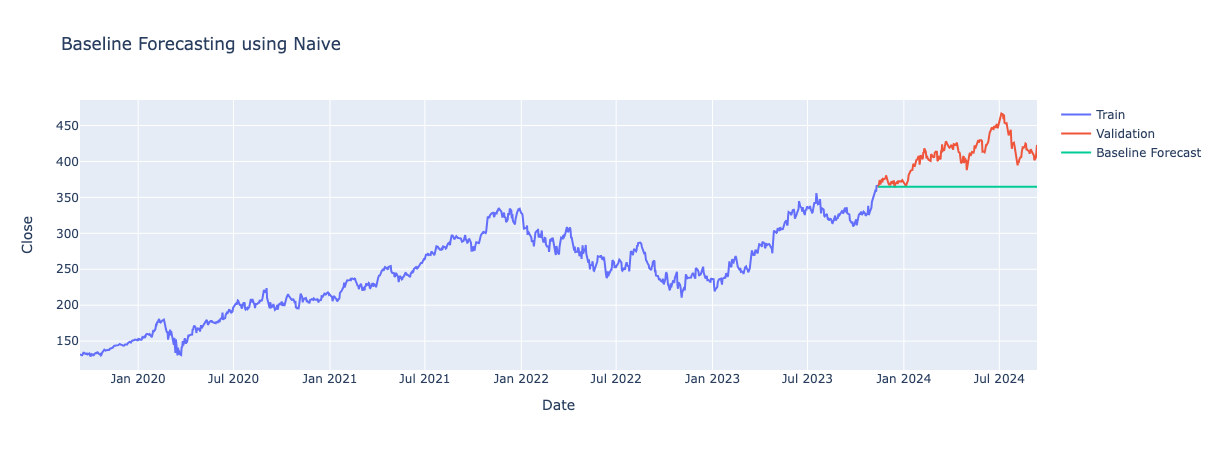 Baseline Forecasting using Naive
Train
Validation
Baseline Forecast
450
400
350
300
250
200
150
Close
Jan 2020
Jul 2020
Jan 2021
Jul 2021
Jan 2022
Jul 2022
Jan 2023
Jul 2023
Jan 2024
Jul 2024
Date